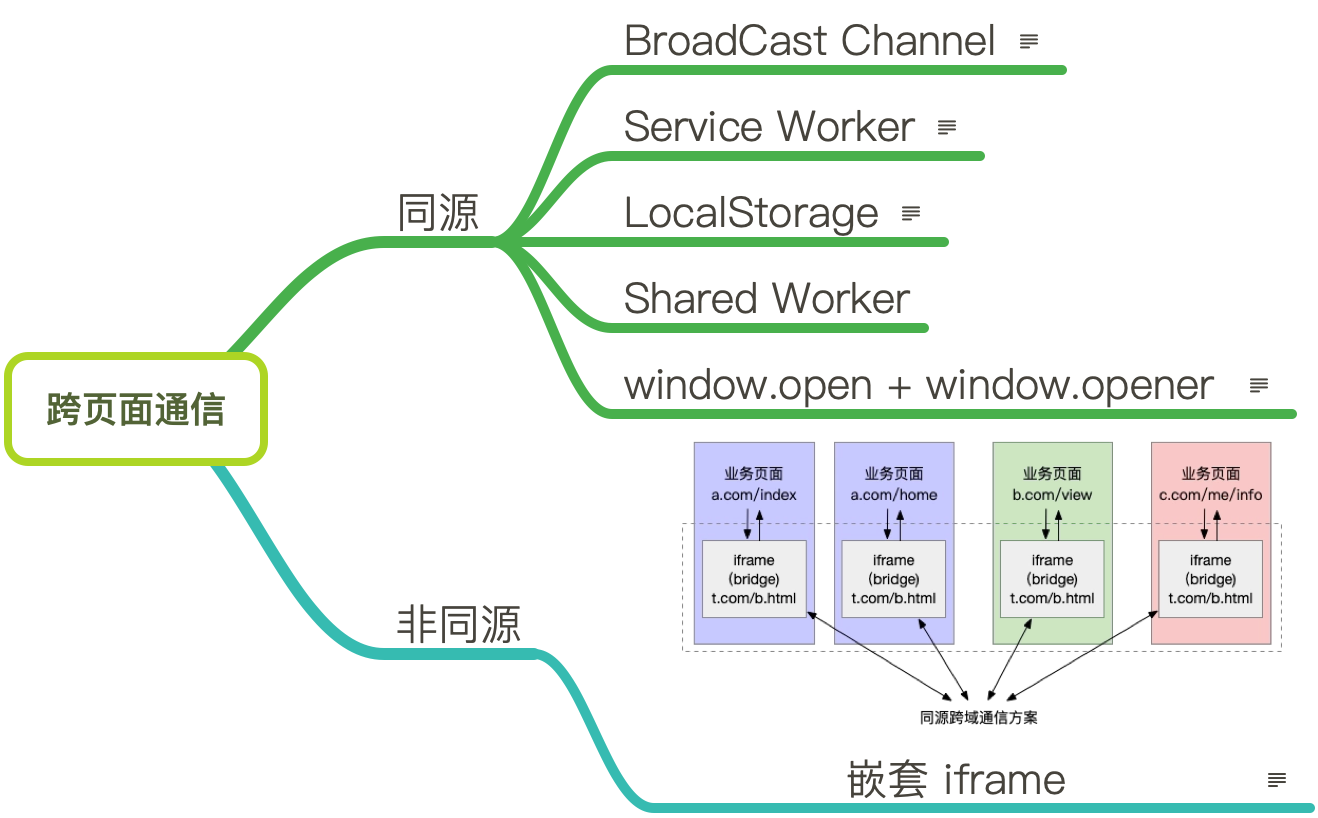 BroadCast Channel
Service Worker
同源
LocalStorage
Shared Worker
window.open + window.opener
跨页面通信
业务页面
a.com/index
iframe
(bridge)
t.com/b.html
业务页面
a.com/home
iframe
(bridge)
t.com/b.html
业务页面
b.com/view
iframe
(bridge)
t.com/b.html
业务页面
c.com/me/info
iframe
(bridge)
t.com/b.html
非同源
同源跨域通信方案
嵌套 iframe